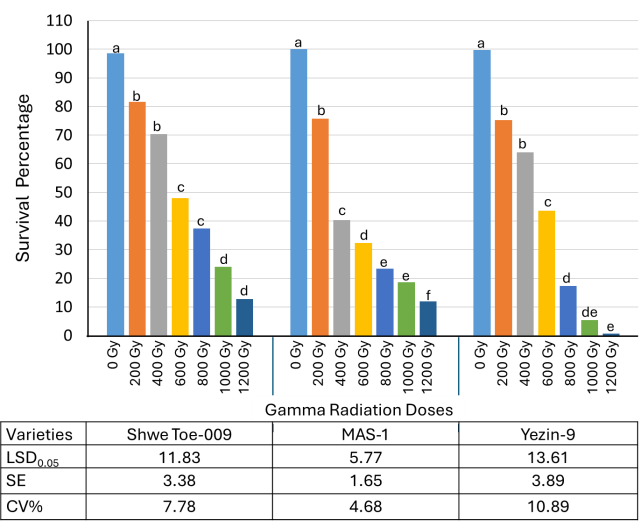 110
100
90
80
70
60
50
40
30
20
10
0
Survival Percentage
a
b
b
c
c
d
d
a
b
c
d
e
e
f
a
b
b
c
d
de
e
0 Gy
200 Gy
400 Gy
600 Gy
800 Gy
1000 Gy
1200 Gy
0 Gy
200 Gy
400 Gy
600 Gy
800 Gy
1000 Gy
1200 Gy
0 Gy
200 Gy
400 Gy
600 Gy
800 Gy
1000 Gy
1200 Gy
Gamma Radiation Doses
Varieties Shwe Toe-009 MAS-1 Yezin-9
LSD0.05 11.83 5.77 13.61
SE 3.38 1.65 3.89
CV% 7.78 4.68 10.89